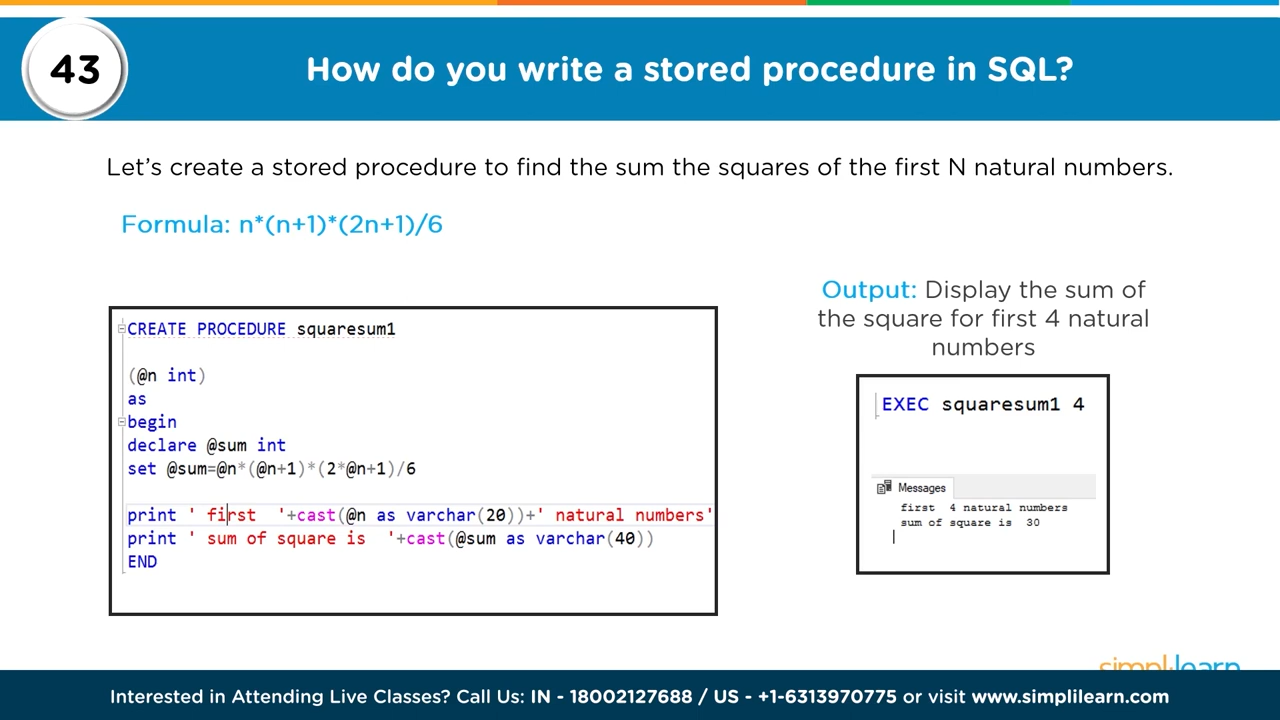 43
How do you write a stored procedure in SQL?
Let's create a stored procedure to find the sum the squares of the first N natural numbers.
Formula: n*(n+1)*(2n+1)/6
CREATE PROCEDURE squaresum1
(@n int)
as
begin
declare @sum int
set @sum=@n*(@n+1)*(2*@n+1)/6
print ' first  '+cast(@n as varchar(20))+' natural numbers'
print ' sum of square is  '+cast(@sum as varchar(40))
END
Output: Display the sum of
the square for first 4 natural
numbers
EXEC squaresum1 4
Messages
first  4 natural numbers
sum of square is  30
simplilearn
Interested in Attending Live Classes? Call Us: IN - 18002127688 / US - +1-6313970775 or visit www.simplilearn.com